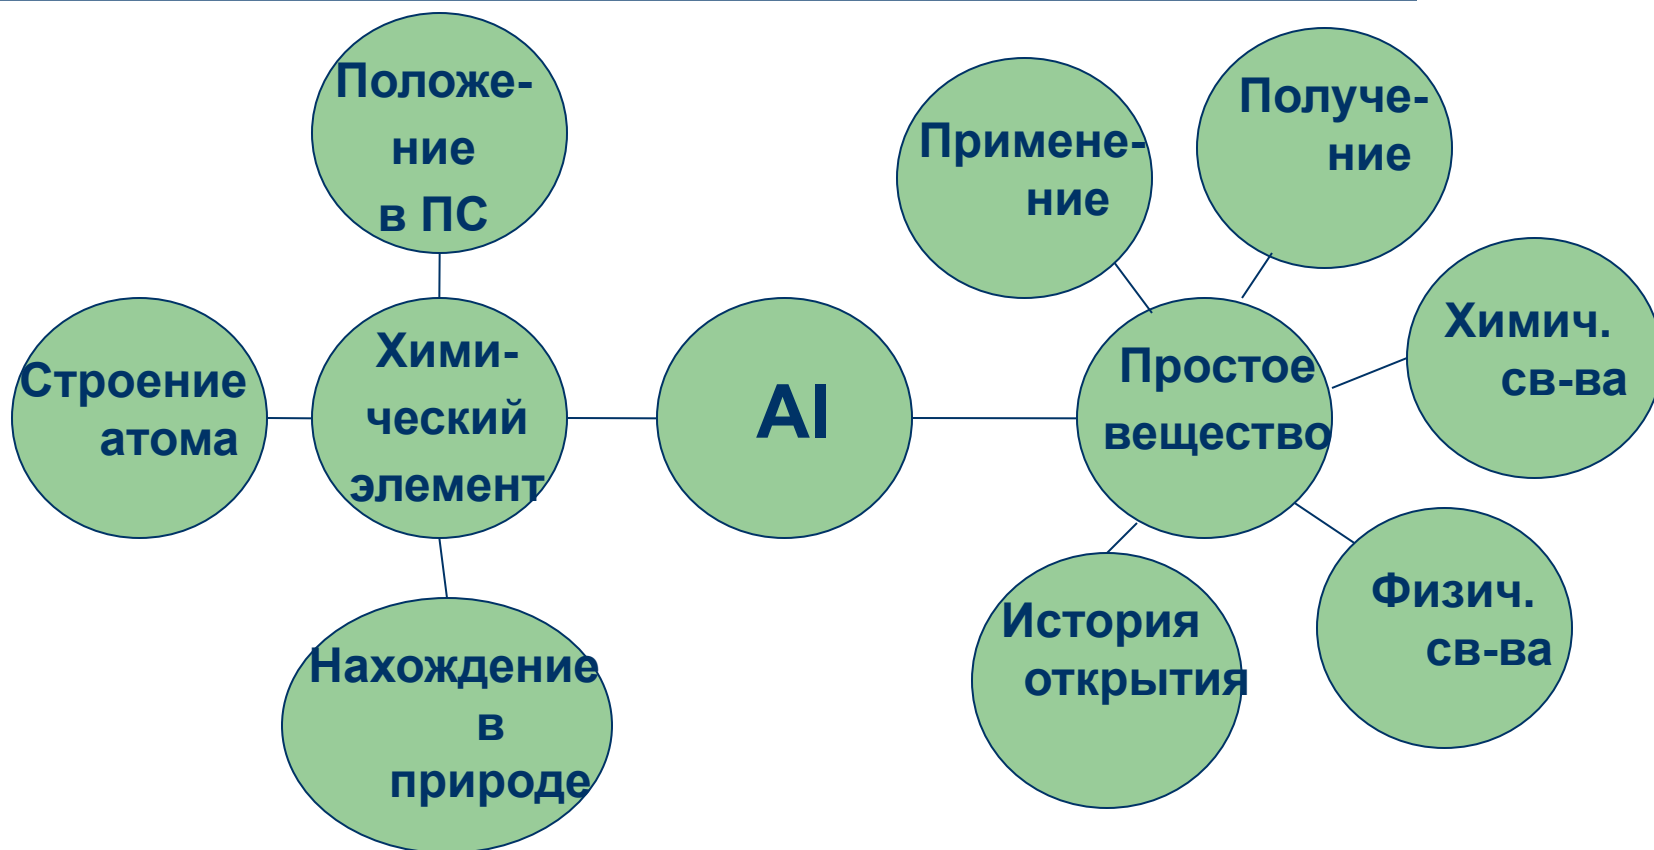 Положе-
ние
в ПС
Строение
атома
Хими-
ческий
элемент
Нахождение
в
природе
Al
Простое
вещество
Примене-
ние
Получе-
ние
Химич.
св-ва
Физич.
св-ва
История
открытия